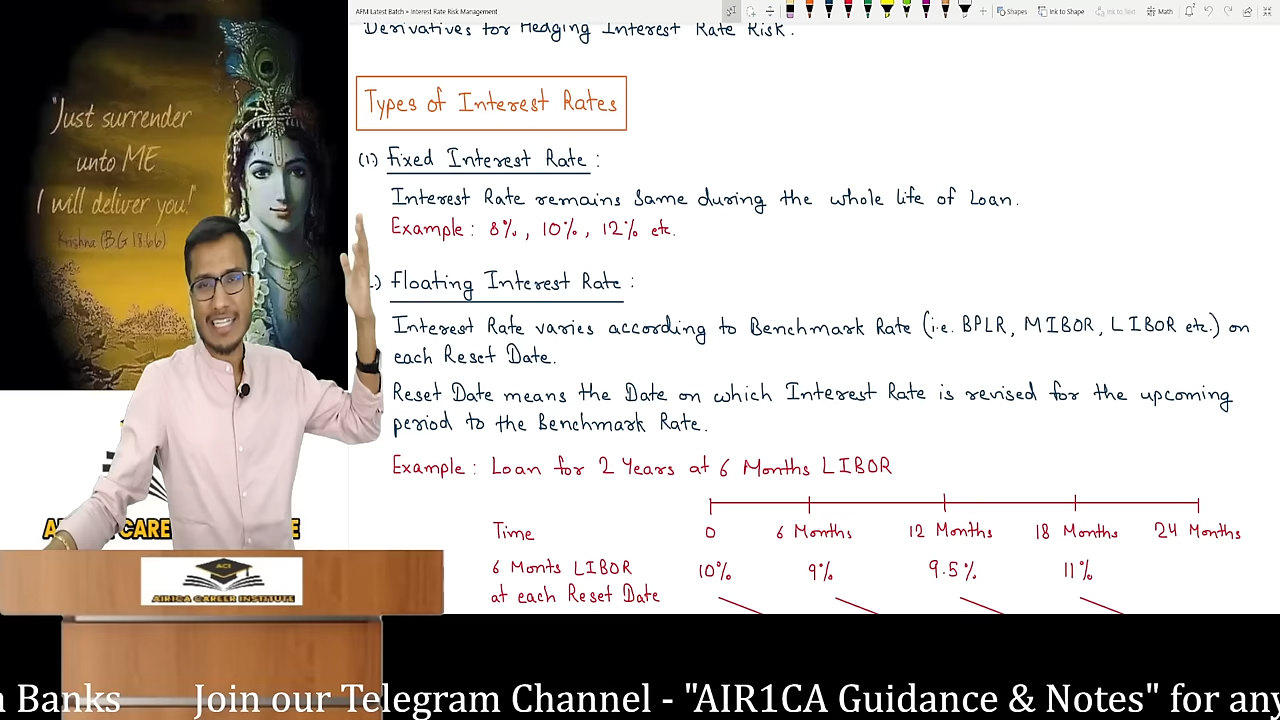 AFM Latest Batch » Interest Rate Risk Management
Shapes
Ink to Shape
Ink to Text
Math
Derivatives for Hedging Interest Rate Risk.
Types of Interest Rates
(1) Fixed Interest Rate :
Interest Rate remains same during the whole life of Loan.
Example : 8%, 10%, 12% etc.
.) Floating Interest Rate :
Interest Rate varies according to Benchmark Rate (i.e. BPLR, MIBOR, LIBOR etc.) on
each Reset Date.
Reset Date means the Date on which Interest Rate is revised for the upcoming
period to the Benchmark Rate.
Example : Loan for 2 Years at 6 Months LIBOR
Time 0 6 Months 12 Months 18 Months 24 Months
6 Monts LIBOR 10% 9% 9.5% 11%
at each Reset Date
"Just surrender
unto ME
I will deliver you!"
Krishna (BG 18:66)
CARE
ACI
AIR1CA CAREER INSTITUTE
n Banks Join our Telegram Channel - "AIR1CA Guidance & Notes" for any